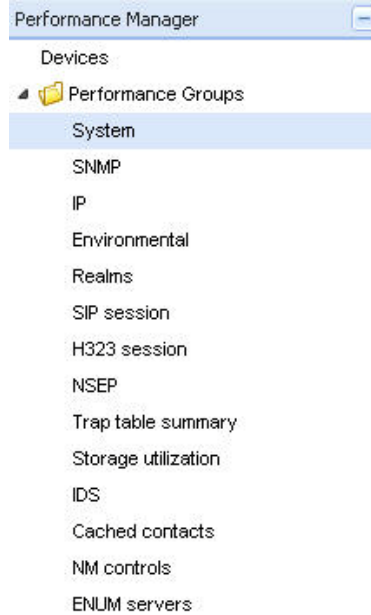 Performance Manager
Devices
Performance Groups
System
SNMP
IP
Environmental
Realms
SIP session
H323 session
NSEP
Trap table summary
Storage utilization
IDS
Cached contacts
NM controls
ENUM servers